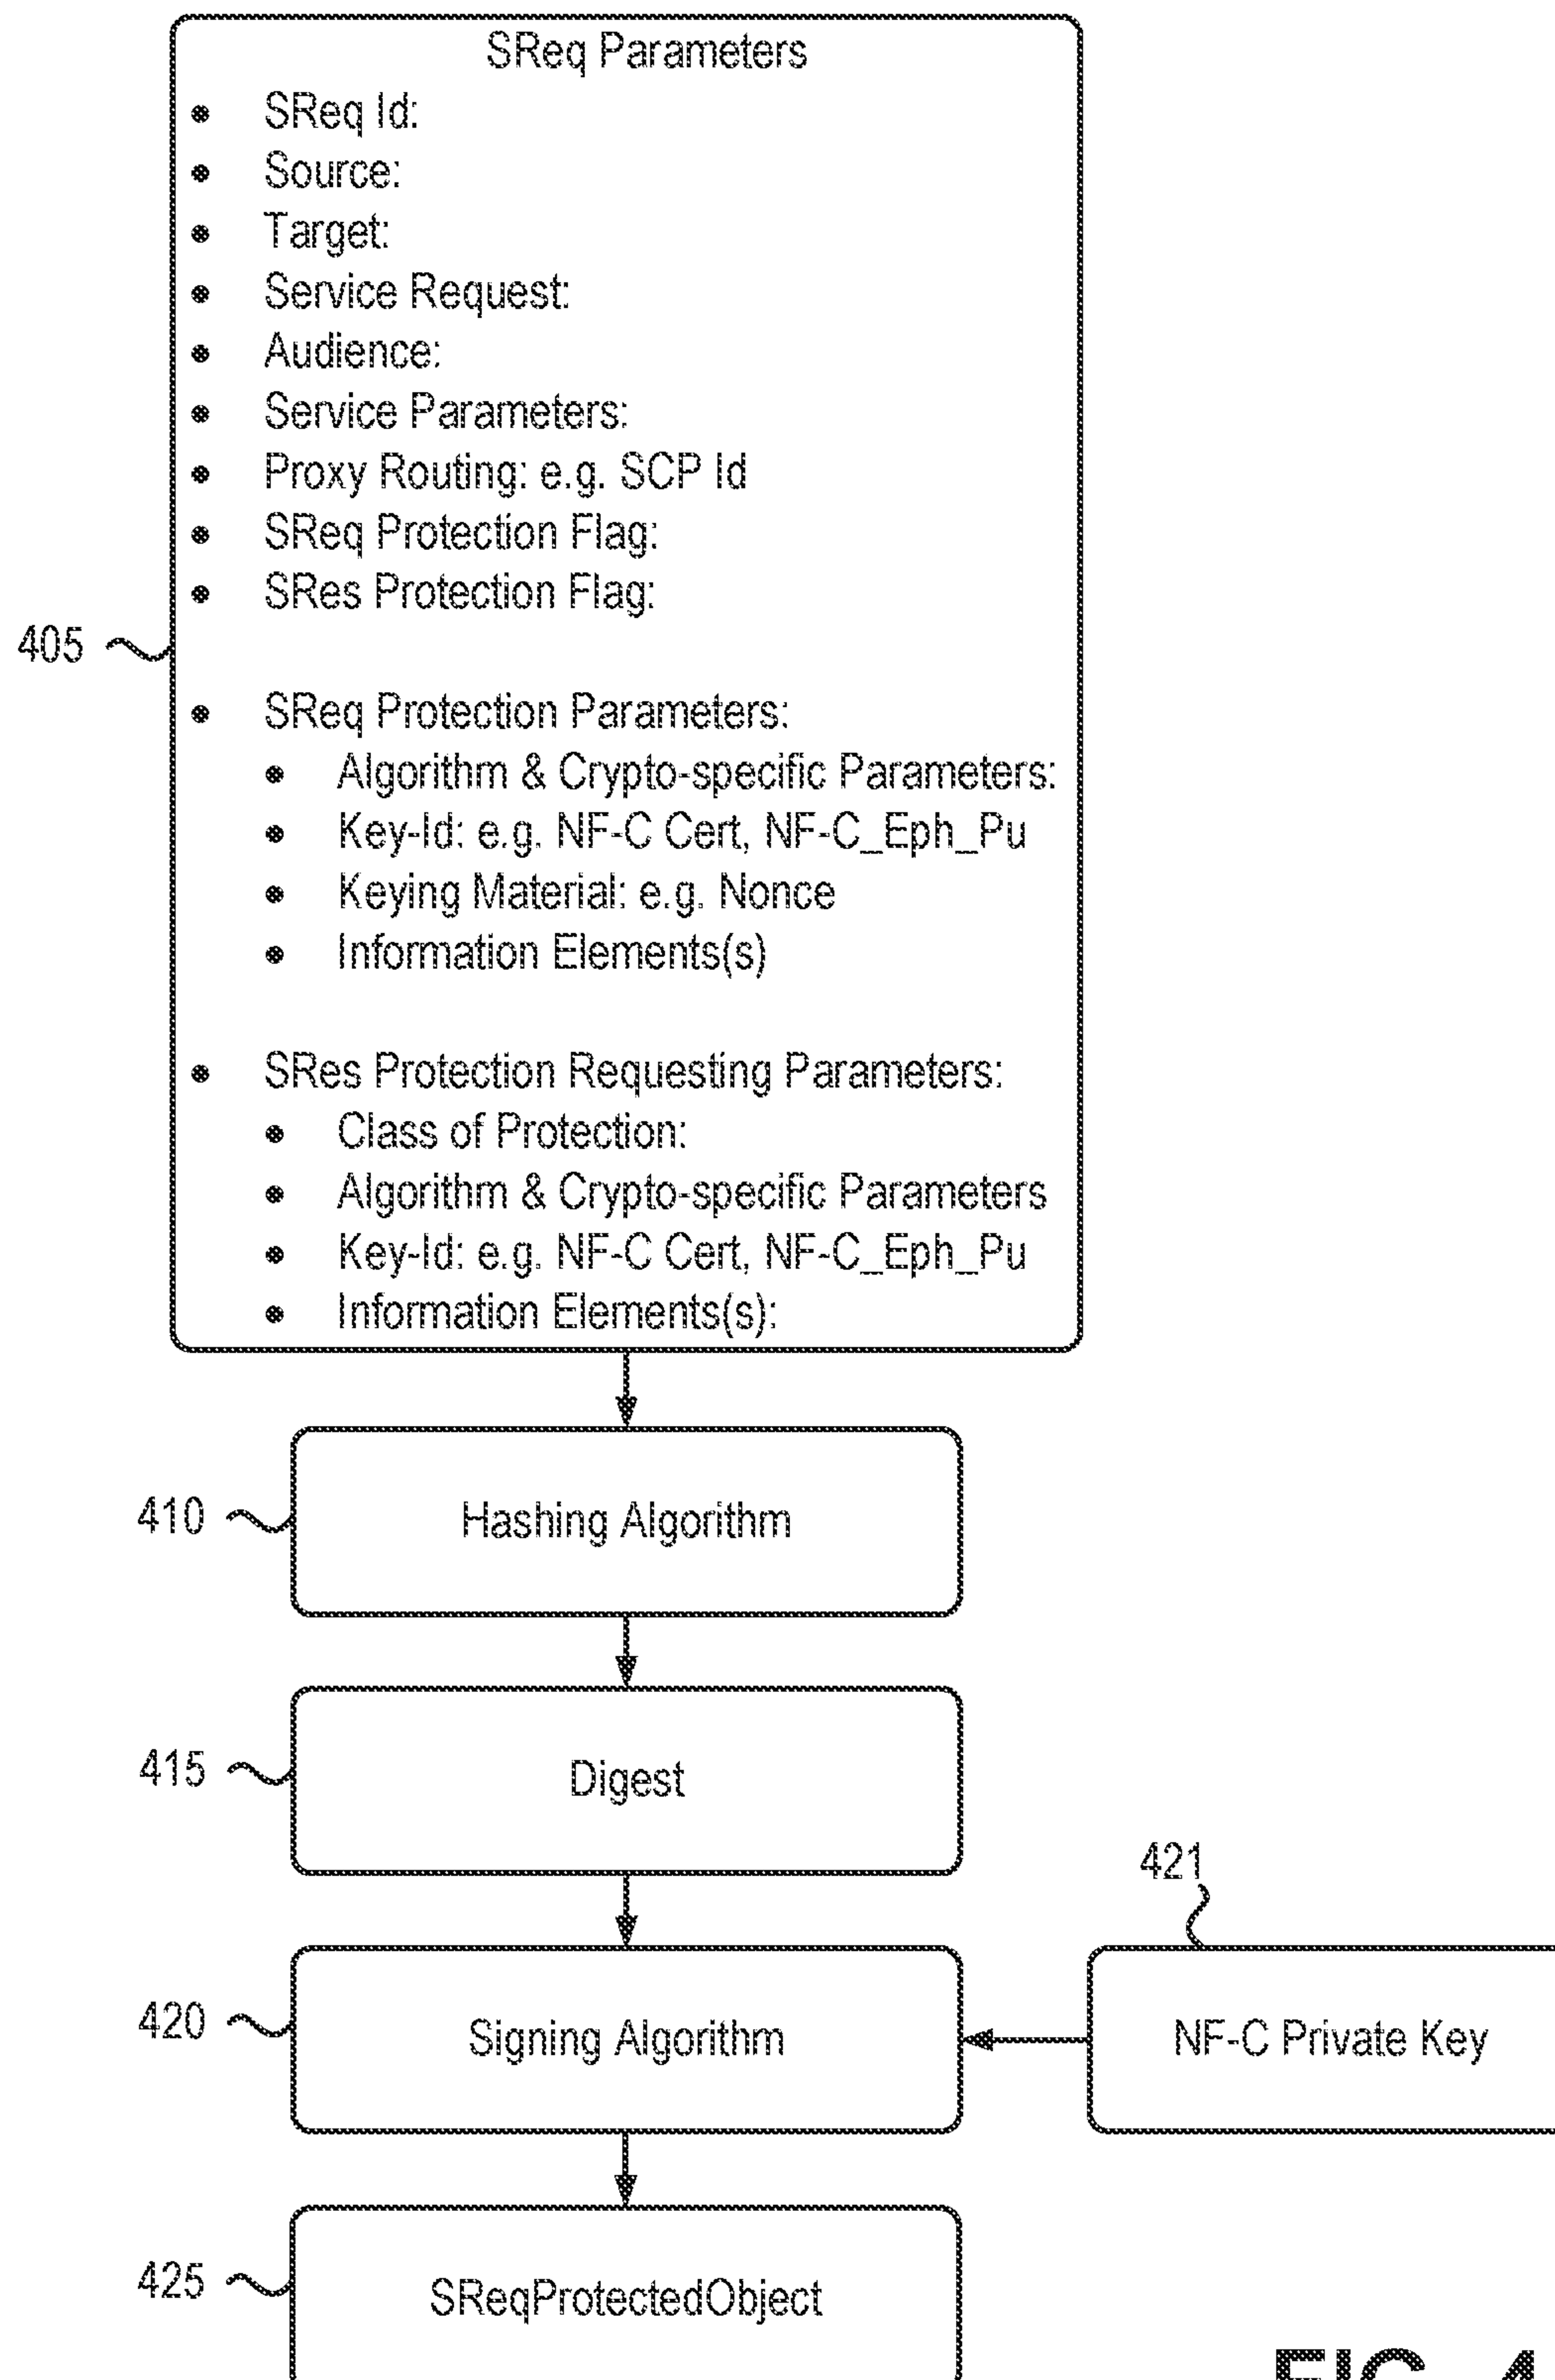 SReq Parameters
• SReq Id:
• Source:
• Target:
• Service Request:
• Audience:
• Service Parameters:
• Proxy Routing: e.g. SCP Id
• SReq Protection Flag:
• SRes Protection Flag:
405
• SReq Protection Parameters:
• Algorithm & Crypto-specific Parameters:
• Key-Id: e.g. NF-C Cert, NF-C_Eph_Pu
• Keying Material: e.g. Nonce
• Information Elements(s)
• SRes Protection Requesting Parameters:
• Class of Protection:
• Algorithm & Crypto-specific Parameters
• Key-Id: e.g. NF-C Cert, NF-C_Eph_Pu
• Information Elements(s):
410
Hashing Algorithm
415
Digest
421
420
Signing Algorithm
NF-C Private Key
425
SReqProtectedObject
FIG. 4